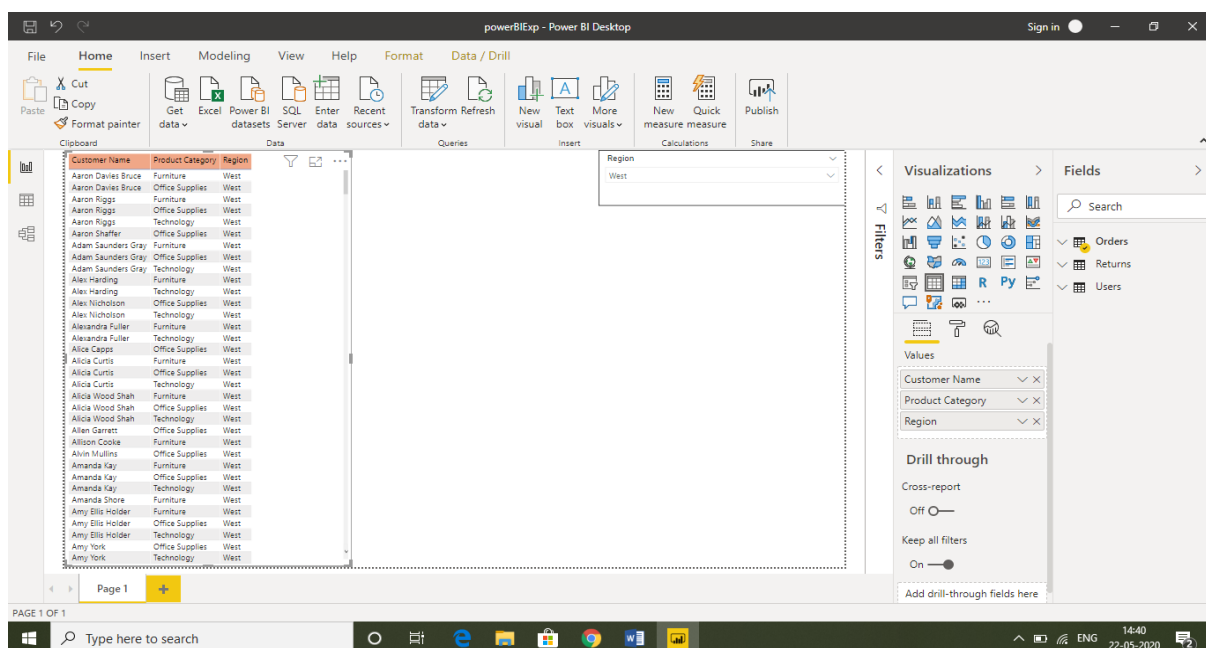 powerBIExp - Power BI Desktop
Sign in
File Home Insert Modeling View Help Format Data / Drill
Paste
Cut
Copy
Format painter
Get data
Excel
Power BI datasets
SQL Server
Enter data
Recent sources
Transform data
Refresh
New visual
Text box
More visuals
New measure
Quick measure
Publish
Clipboard Data Queries Insert Calculations Share
Customer Name Product Category Region
Aaron Davies Bruce Furniture West
Aaron Davies Bruce Office Supplies West
Aaron Riggs Furniture West
Aaron Riggs Office Supplies West
Aaron Riggs Technology West
Aaron Shaffer Office Supplies West
Adam Saunders Gray Furniture West
Adam Saunders Gray Office Supplies West
Adam Saunders Gray Technology West
Alex Harding Furniture West
Alex Harding Technology West
Alex Nicholson Office Supplies West
Alex Nicholson Technology West
Alexandra Fuller Furniture West
Alexandra Fuller Technology West
Alice Capps Office Supplies West
Alicia Curtis Furniture West
Alicia Curtis Office Supplies West
Alicia Curtis Technology West
Alicia Wood Shah Furniture West
Alicia Wood Shah Office Supplies West
Alicia Wood Shah Technology West
Allen Garrett Office Supplies West
Allison Cooke Furniture West
Alvin Mullins Office Supplies West
Amanda Kay Furniture West
Amanda Kay Office Supplies West
Amanda Kay Technology West
Amanda Shore Furniture West
Amy Ellis Holder Furniture West
Amy Ellis Holder Office Supplies West
Amy Ellis Holder Technology West
Amy York Office Supplies West
Amy York Technology West
Region
West
Filters
Visualizations
123
R Py
Values
Customer Name
Product Category
Region
Drill through
Cross-report
Off
Keep all filters
On
Add drill-through fields here
Fields
Search
Orders
Returns
Users
Page 1
PAGE 1 OF 1
Type here to search
ENG
14:40
22-05-2020
2